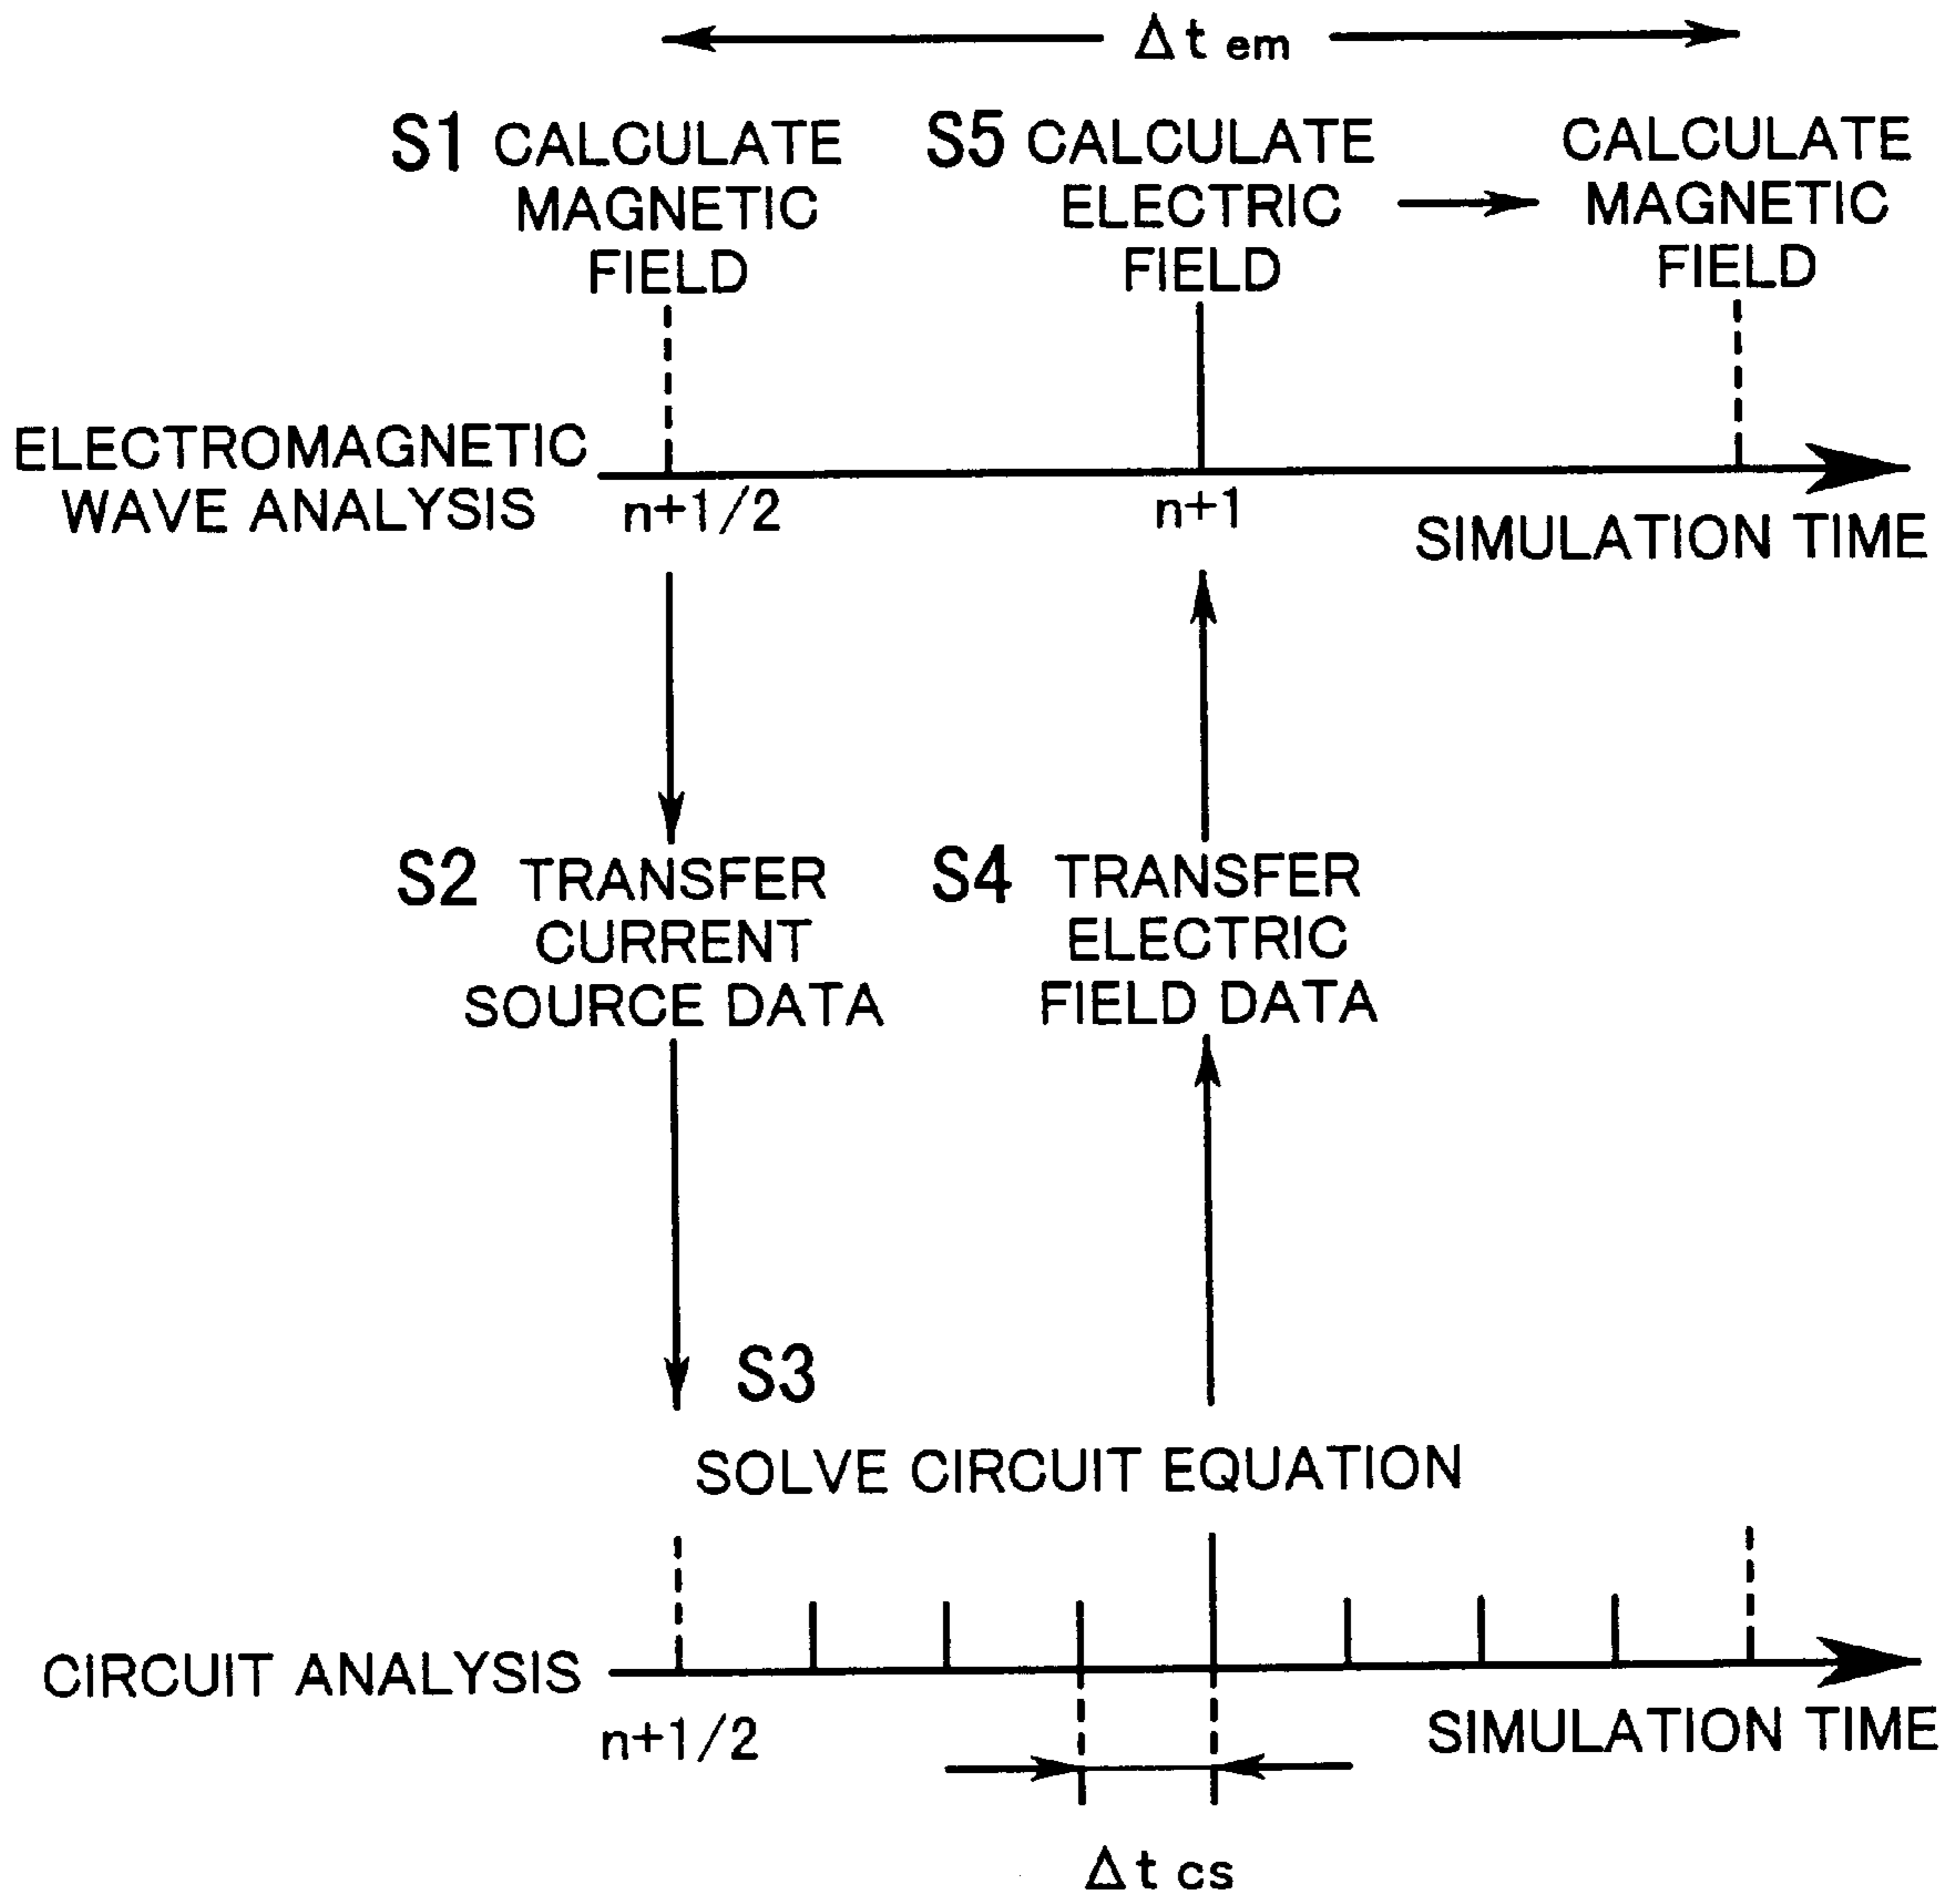 Δt em
S1 CALCULATE
MAGNETIC
FIELD
S5 CALCULATE
ELECTRIC
FIELD
CALCULATE
MAGNETIC
FIELD
ELECTROMAGNETIC
WAVE ANALYSIS
n+1/2
n+1
SIMULATION TIME
S2 TRANSFER
CURRENT
SOURCE DATA
S4 TRANSFER
ELECTRIC
FIELD DATA
S3
SOLVE CIRCUIT EQUATION
CIRCUIT ANALYSIS
n+1/2
SIMULATION TIME
Δt cs